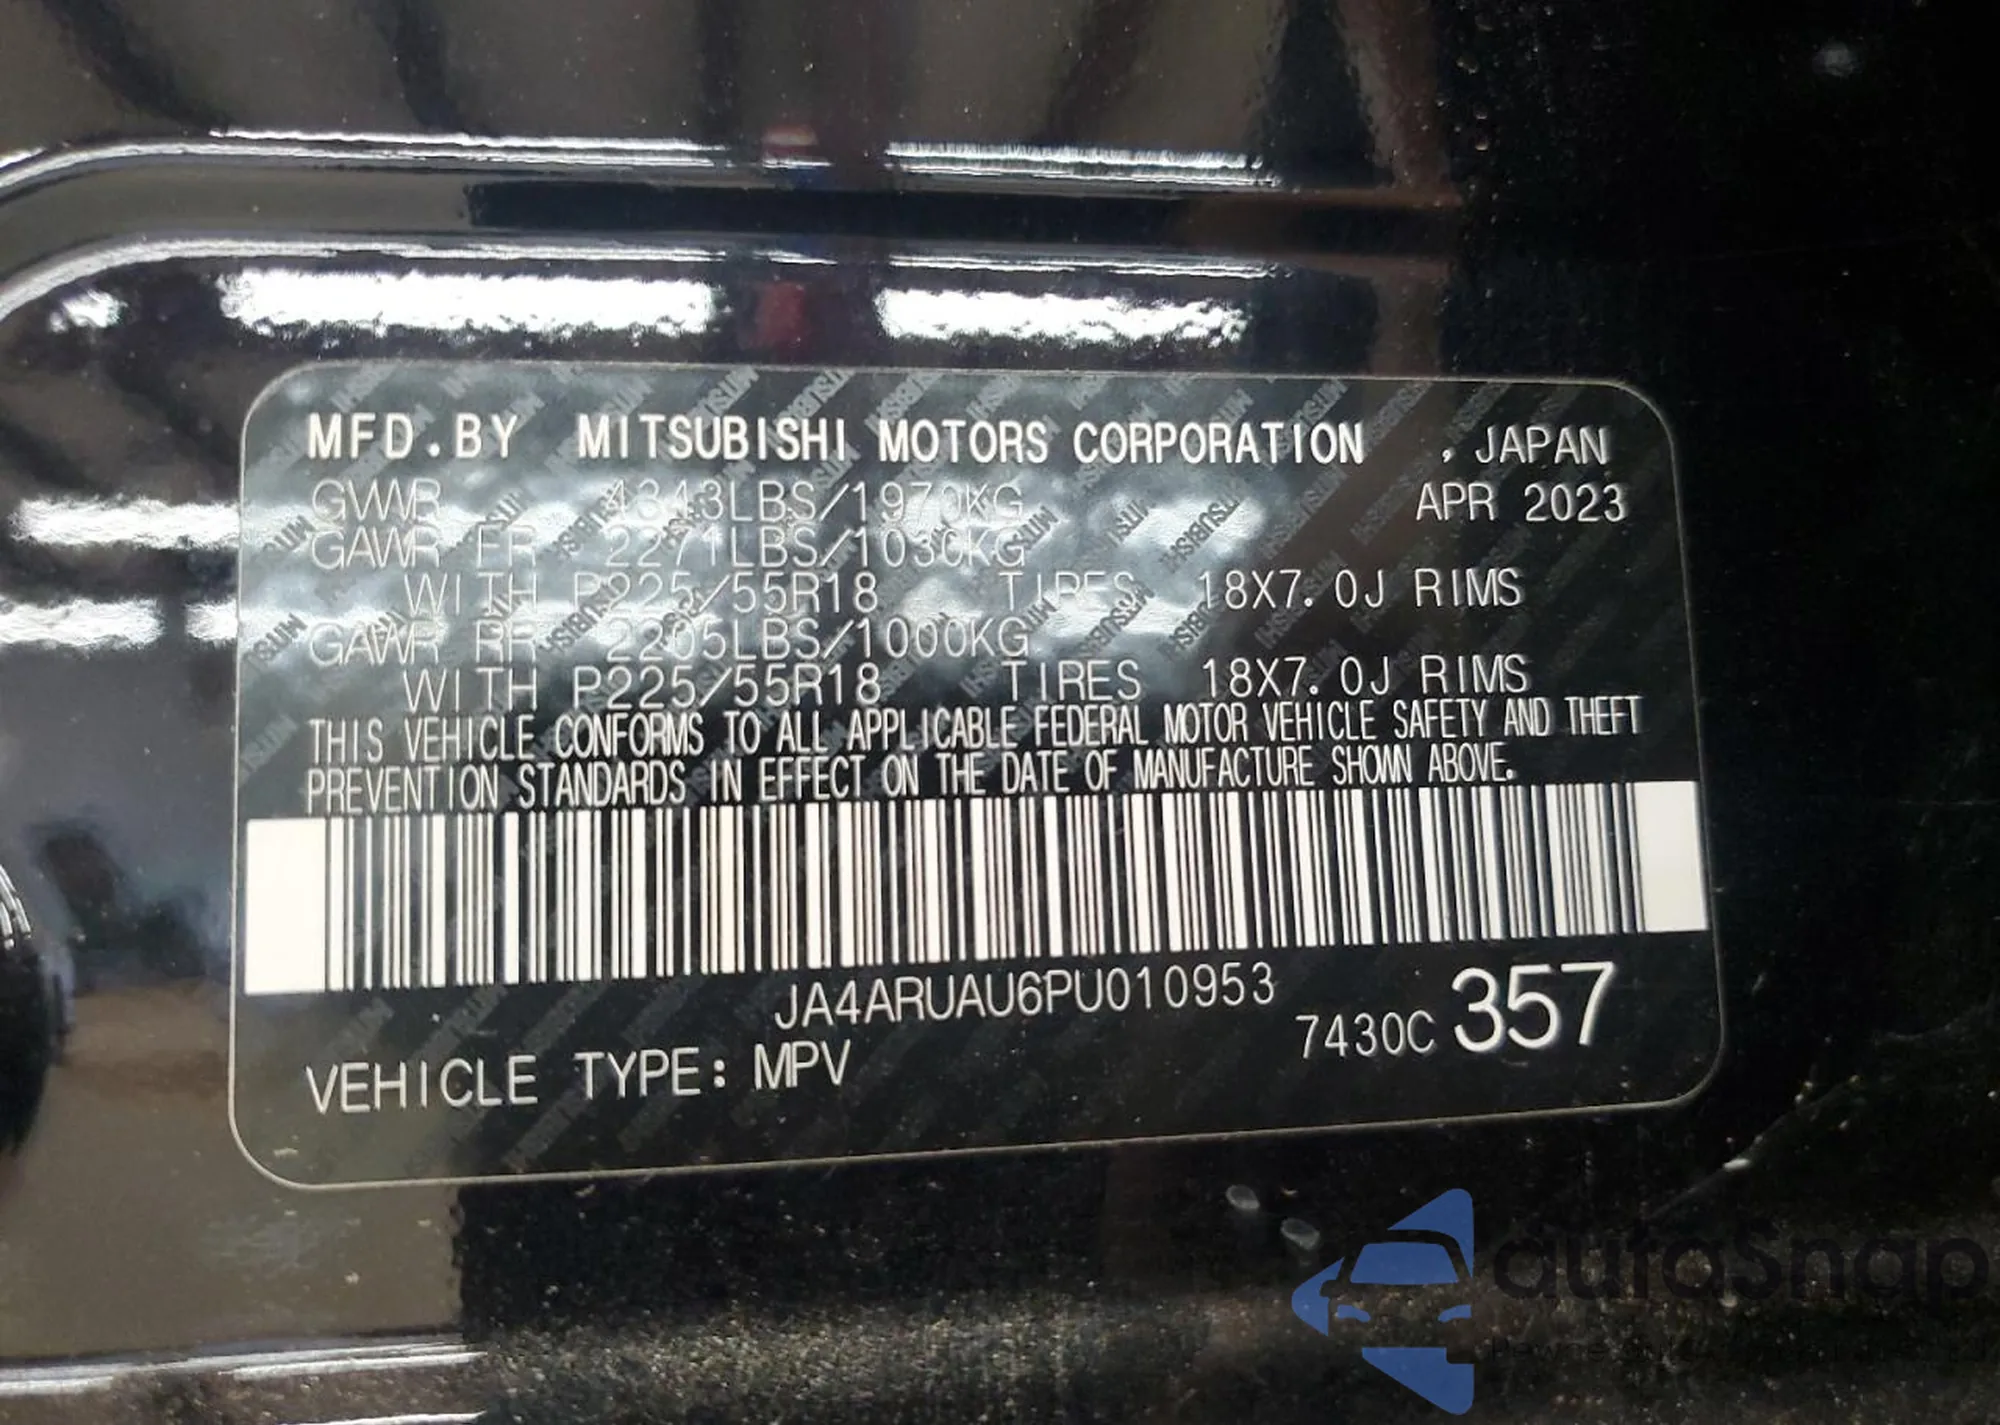 MFD.BY MITSUBISHI MOTORS CORPORATION , JAPAN
GVWR 4343LBS/1970KG APR 2023
GAWR FR 2271LBS/1030KG
WITH P225/55R18 TIRES 18X7.0J RIMS
GAWR RR 2205LBS/1000KG
WITH P225/55R18 TIRES 18X7.0J RIMS
THIS VEHICLE CONFORMS TO ALL APPLICABLE FEDERAL MOTOR VEHICLE SAFETY AND THEFT
PREVENTION STANDARDS IN EFFECT ON THE DATE OF MANUFACTURE SHOWN ABOVE.
JA4ARUAU6PU010953
7430C 357
VEHICLE TYPE: MPV
autaSnap